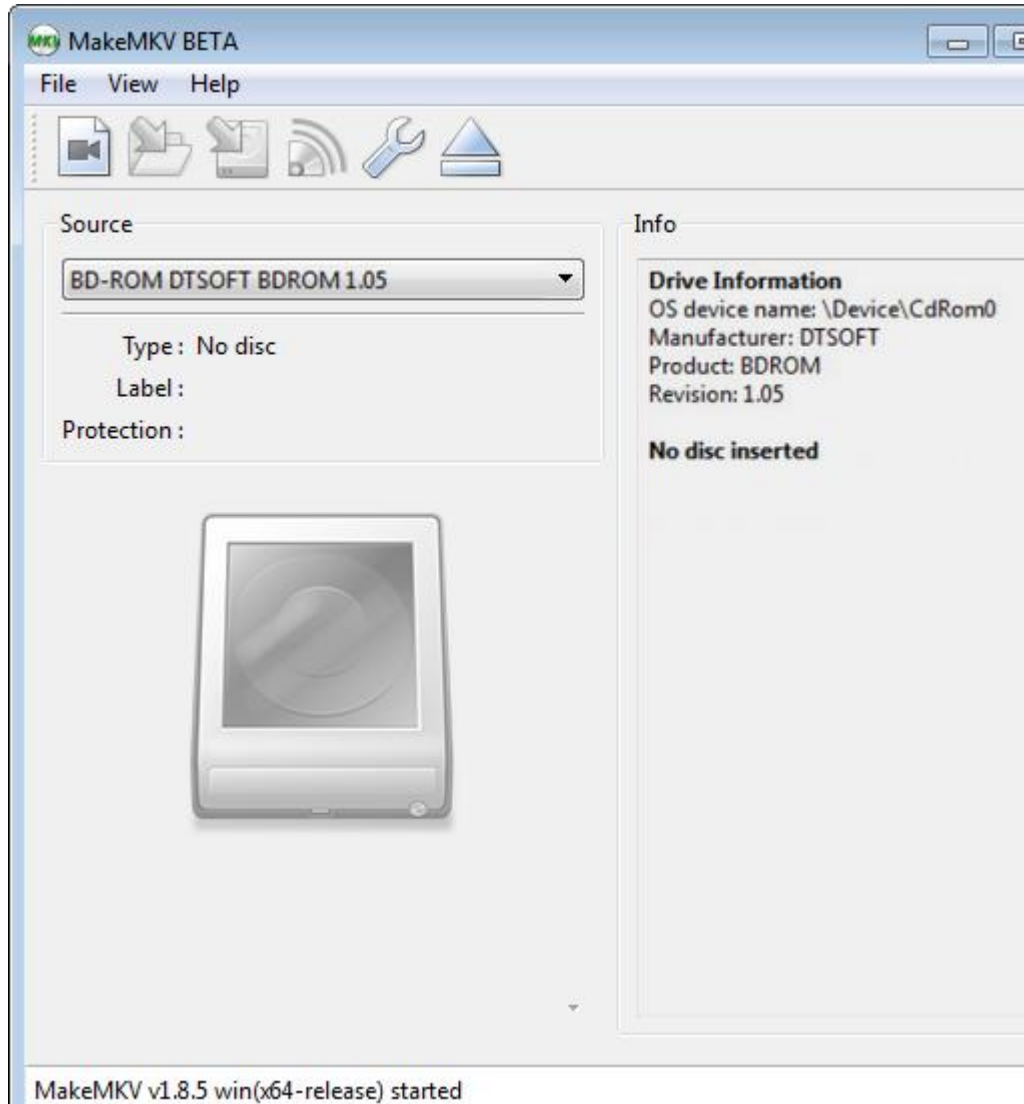 MKV MakeMKV BETA
File View Help
Source
BD-ROM DTSOFT BDROM 1.05
Type : No disc
Label :
Protection :
Info
Drive Information
OS device name: \Device\CdRom0
Manufacturer: DTSOFT
Product: BDROM
Revision: 1.05
No disc inserted
MakeMKV v1.8.5 win(x64-release) started